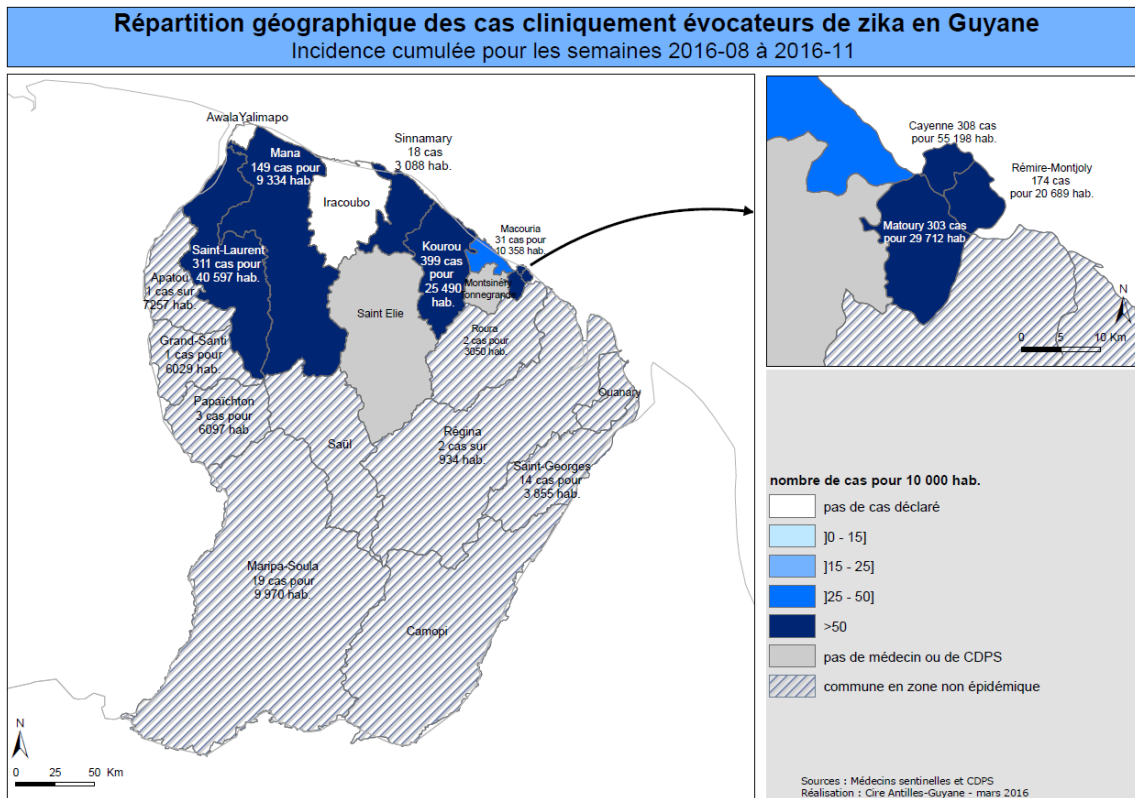 Répartition géographique des cas cliniquement évocateurs de zika en Guyane
Incidence cumulée pour les semaines 2016-08 à 2016-11
AwalaYalimapo
Mana
149 cas pour
9 334 hab.
Sinnamary
18 cas
3 088 hab.
Iracoubo
Saint-Laurent
311 cas pour
40 597 hab.
Kourou
399 cas
pour
25 490
hab.
Macouria
31 cas pour
10 358 hab.
Montsinéry
Tonnegrande
Apatou
1 cas sur
7257 hab.
Saint Elie
Roura
2 cas pour
3050 hab.
Grand-Santi
1 cas pour
6029 hab.
Papaïchton
3 cas pour
6097 hab
Saül
Ouanary
Régina
2 cas sur
934 hab.
Saint-Georges
14 cas pour
3 855 hab.
Maripa-Soula
19 cas pour
9 970 hab.
Camopi
N
0 25 50 Km
Cayenne 308 cas
pour 55 198 hab.
Rémire-Montjoly
174 cas
pour 20 689 hab.
Matoury 303 cas
pour 29 712 hab
N
0 5 10 Km
nombre de cas pour 10 000 hab.
pas de cas déclaré
]0 - 15]
]15 - 25]
]25 - 50]
>50
pas de médecin ou de CDPS
commune en zone non épidémique
Sources : Médecins sentinelles et CDPS
Réalisation : Cire Antilles-Guyane - mars 2016